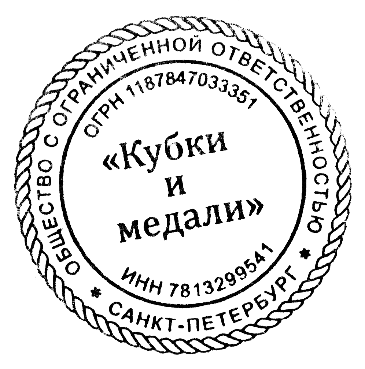 ОБЩЕСТВО С ОГРАНИЧЕННОЙ ОТВЕТСТВЕННОСТЬЮ
* САНКТ-ПЕТЕРБУРГ *
ОГРН 1187847033351
«Кубки
и
медали»
ИНН 7813299541